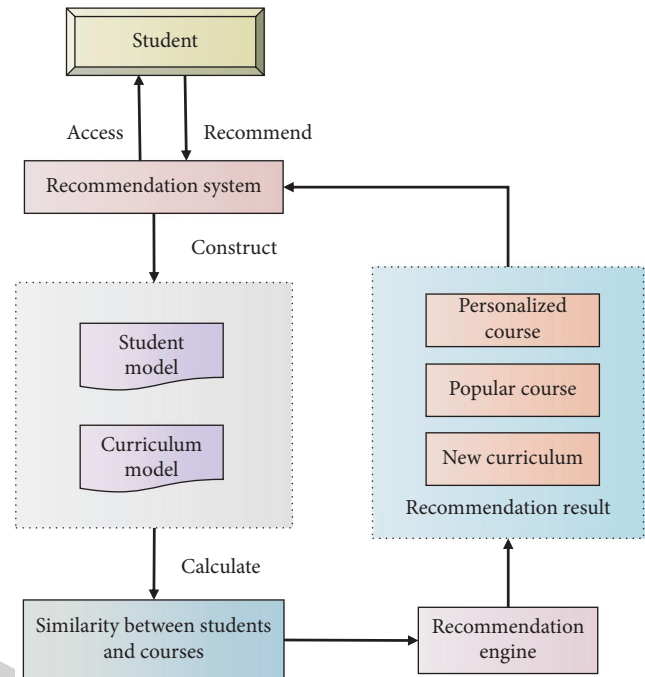 Student
Access
Recommend
Recommendation system
Construct
Student
model
Curriculum
model
Personalized
course
Popular course
New curriculum
Recommendation result
Calculate
Similarity between students
and courses
Recommendation
engine